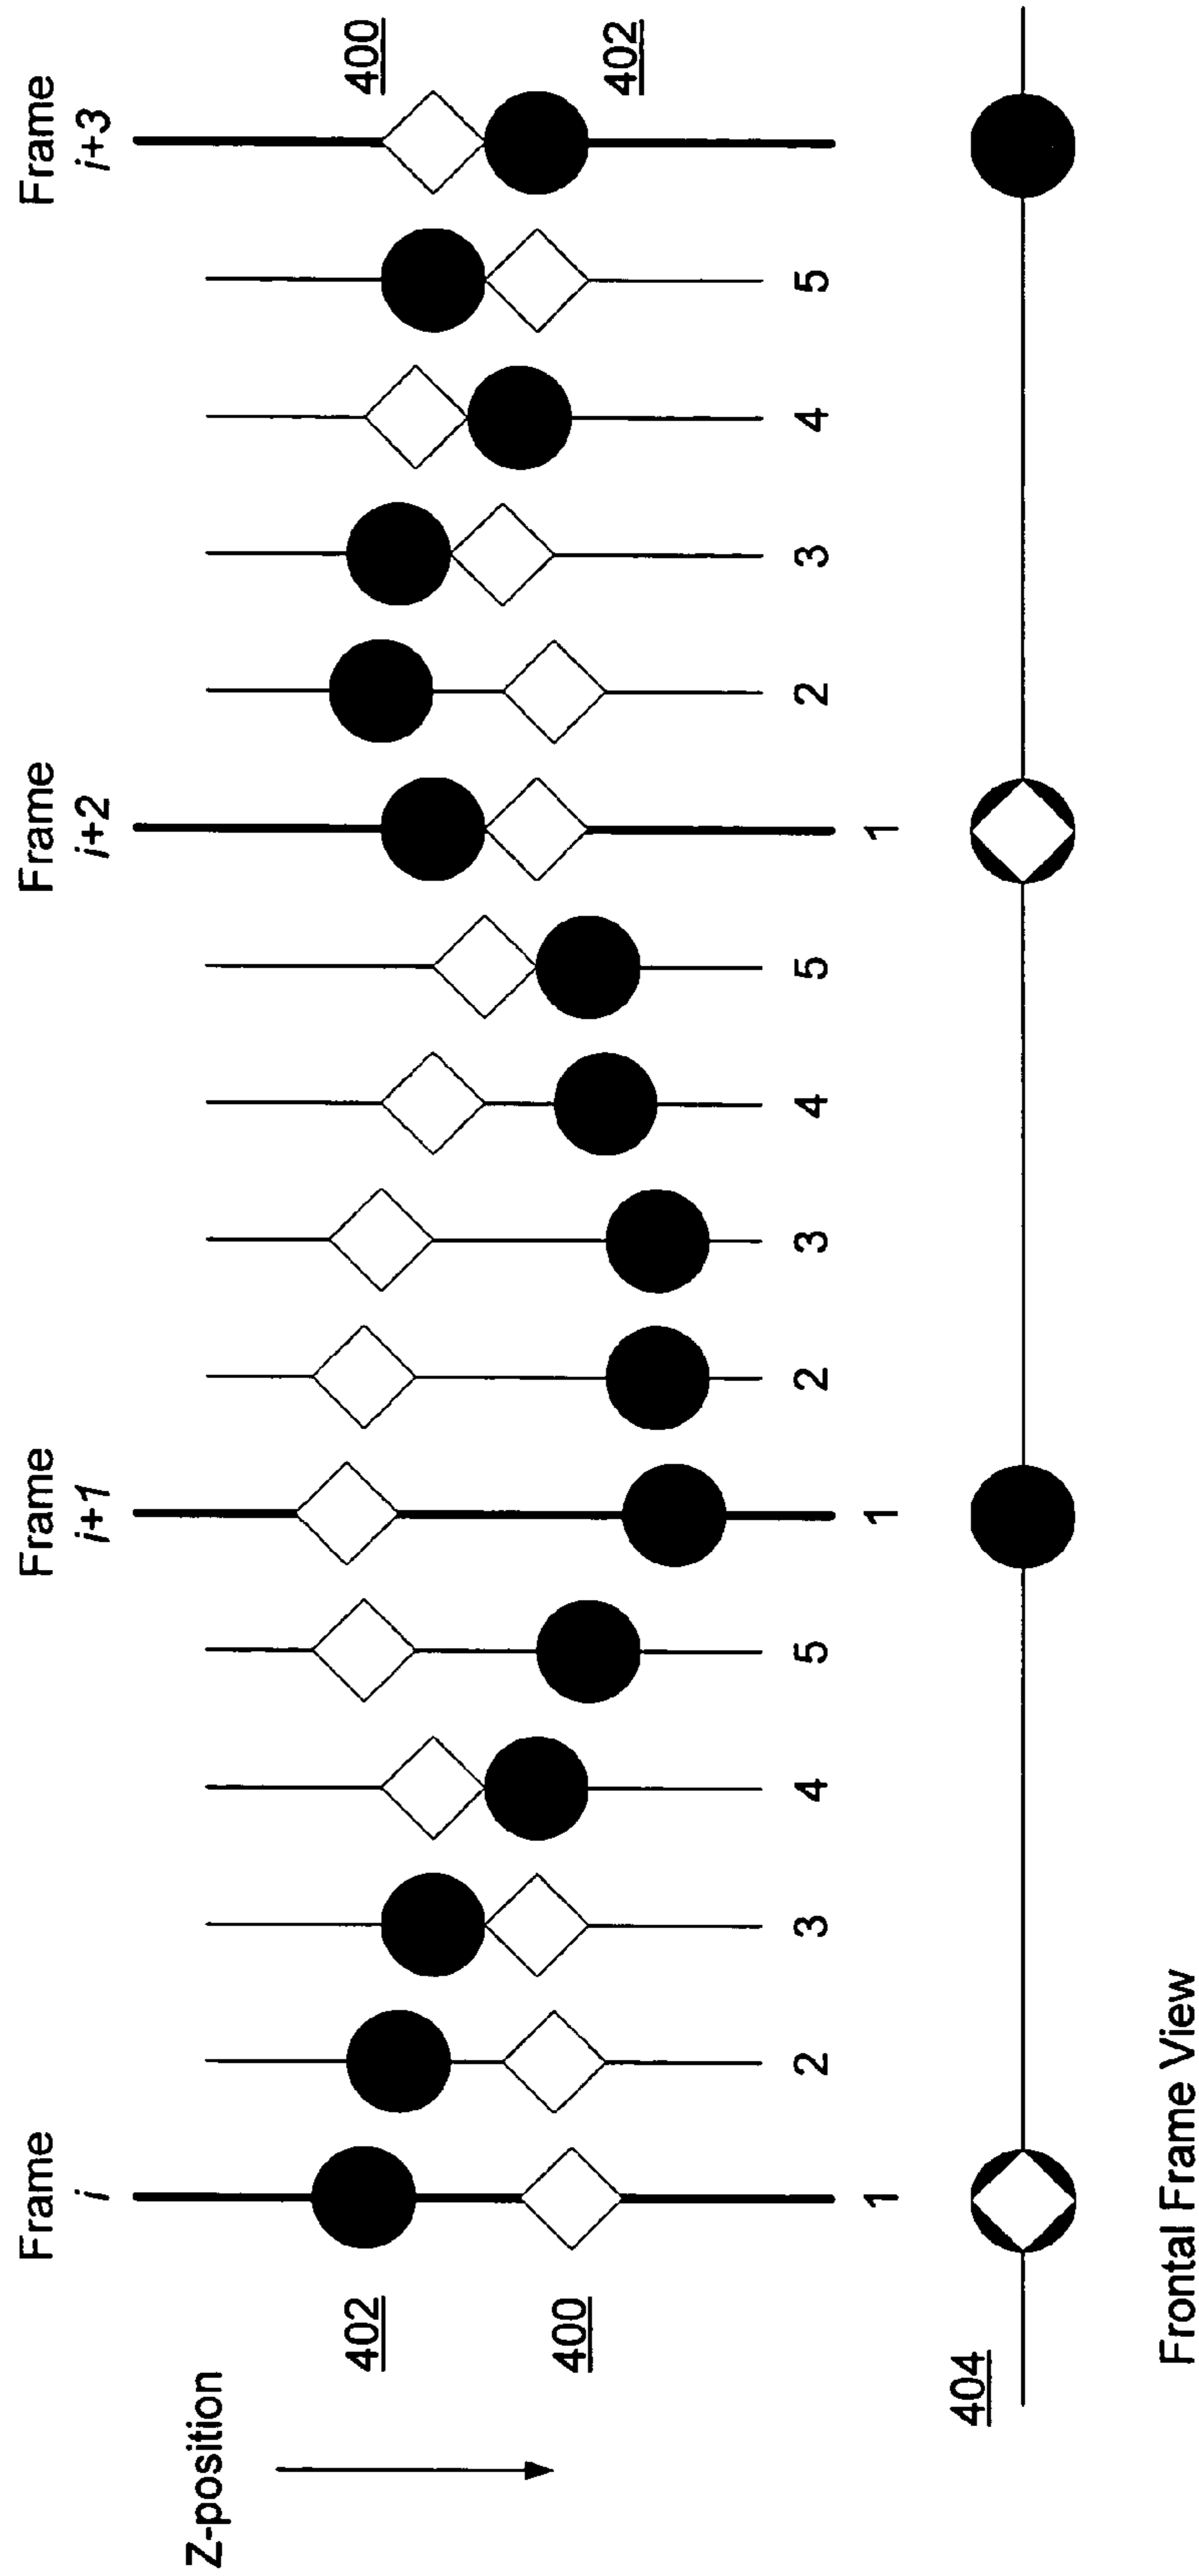 Frame Frame Frame Frame
i i+1 i+2 i+3
Z-position
402 400
400 402
2 3 4 5 2 3 4 5 2 3 4 5
1 1 1
404
Frontal Frame View